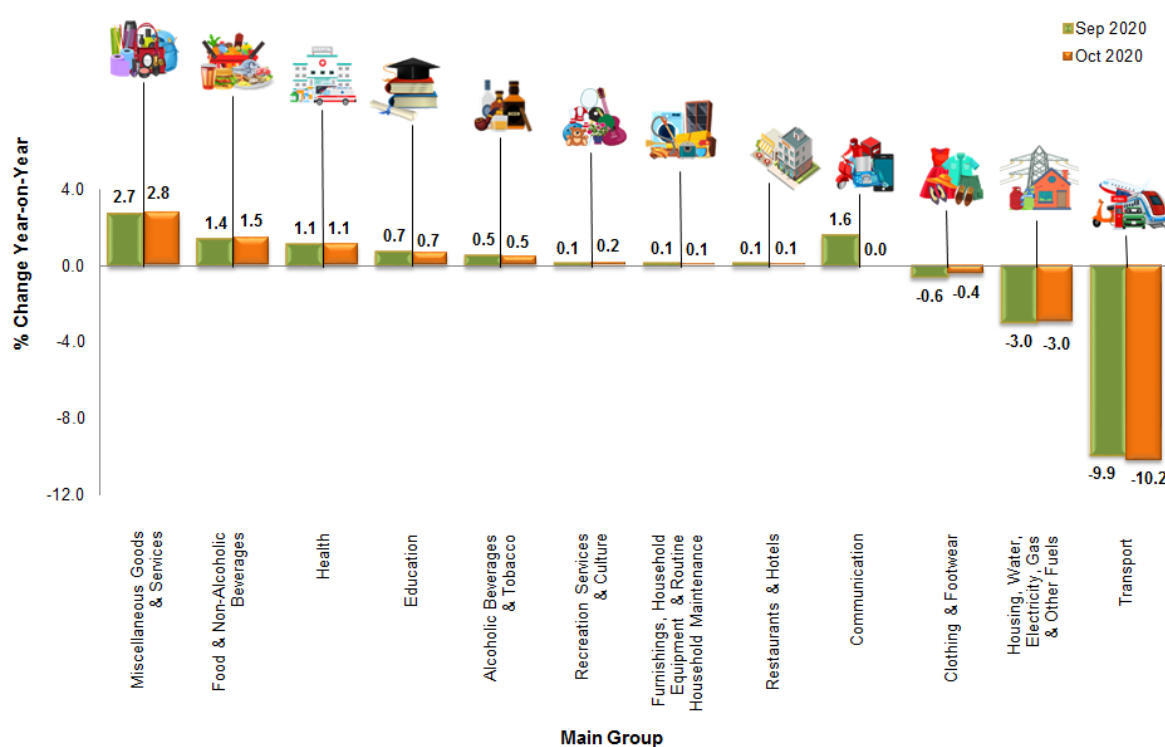 Sep 2020
Oct 2020
% Change Year-on-Year
4.0
0.0
-4.0
-8.0
-12.0
2.7 2.8
1.4 1.5
1.1 1.1
0.7 0.7
0.5 0.5
0.1 0.2
0.1 0.1
0.1 0.1
1.6 0.0
-0.6 -0.4
-3.0 -3.0
-9.9 -10.2
Miscellaneous Goods
& Services
Food & Non-Alcoholic
Beverages
Health
Education
Alcoholic Beverages
& Tobacco
Recreation Services
& Culture
Furnishings, Household
Equipment & Routine
Household Maintenance
Restaurants & Hotels
Communication
Clothing & Footwear
Housing, Water,
Electricity, Gas
& Other Fuels
Transport
Main Group